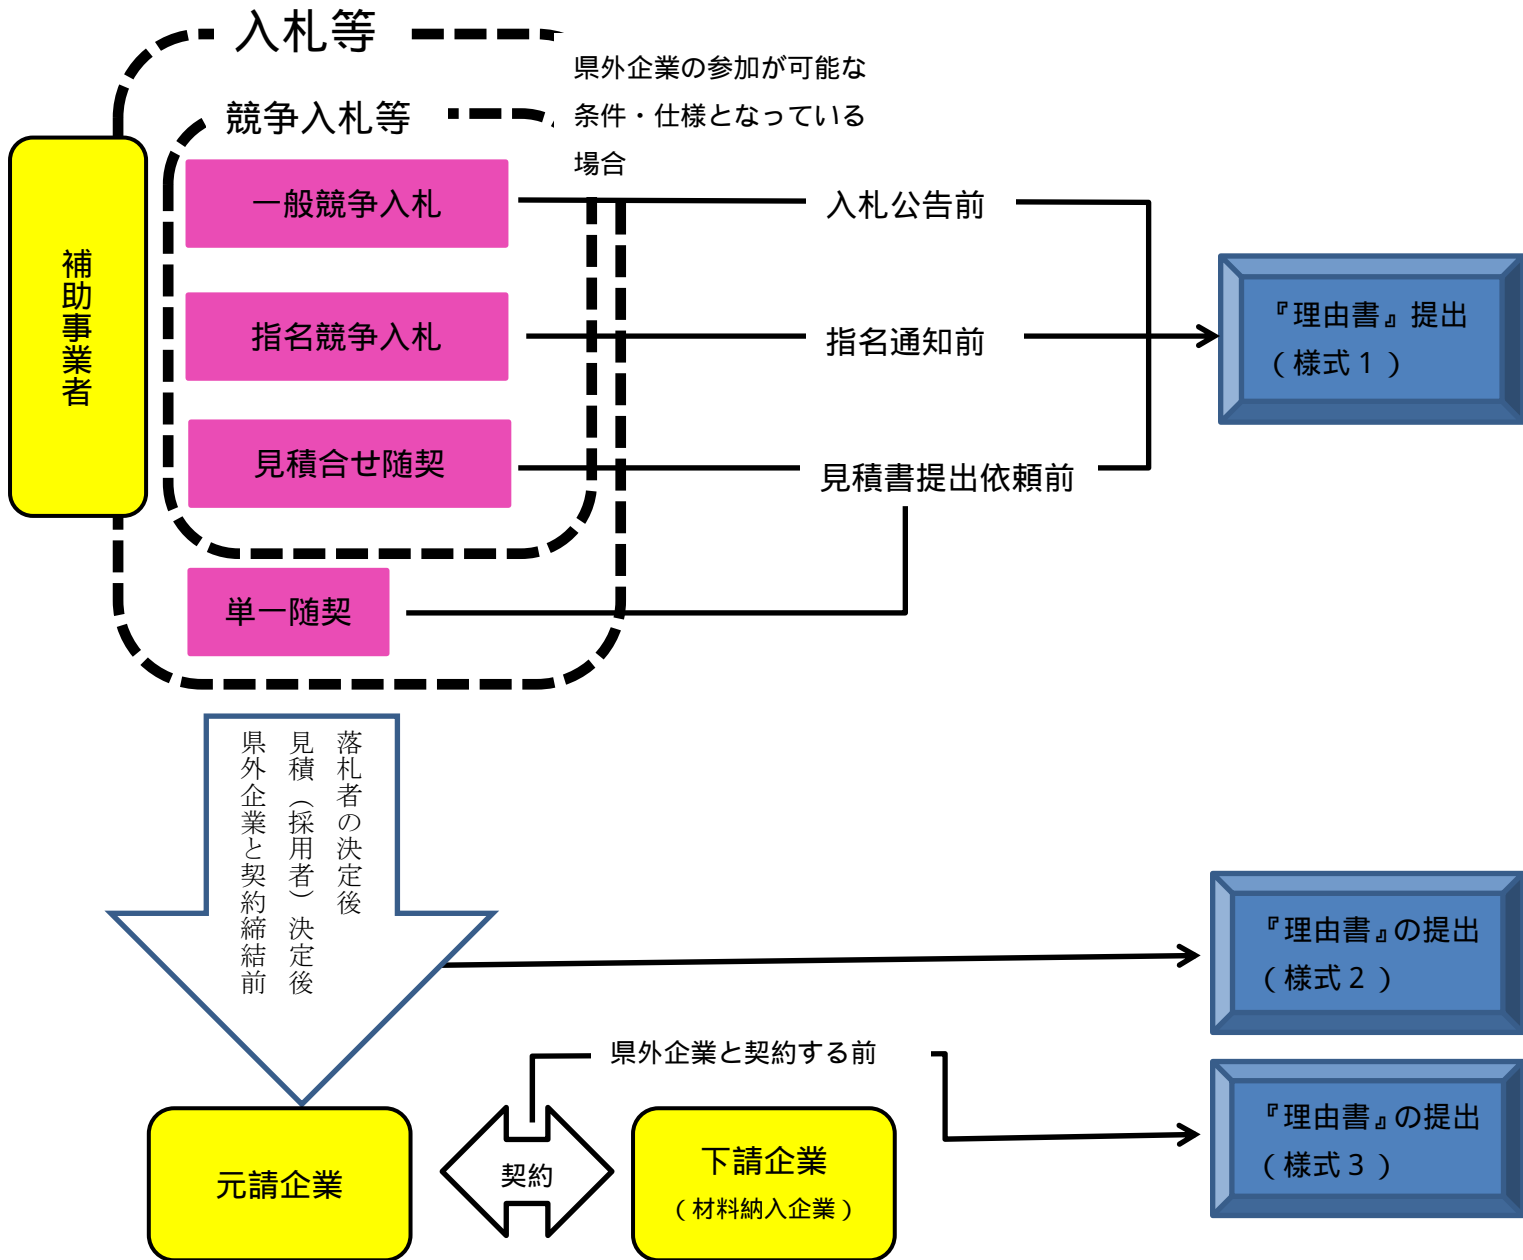 入札等
県外企業の参加が可能な
条件・仕様となっている
場合
競争入札等
補助事業者
一般競争入札
入札公告前
指名競争入札
指名通知前
『理由書』提出
（様式１）
見積合せ随契
見積書提出依頼前
単一随契
落札者の決定後
見積（採用者）決定後
県外企業と契約締結前
『理由書』の提出
（様式２）
県外企業と契約する前
『理由書』の提出
（様式３）
元請企業
契約
下請企業
（材料納入企業）